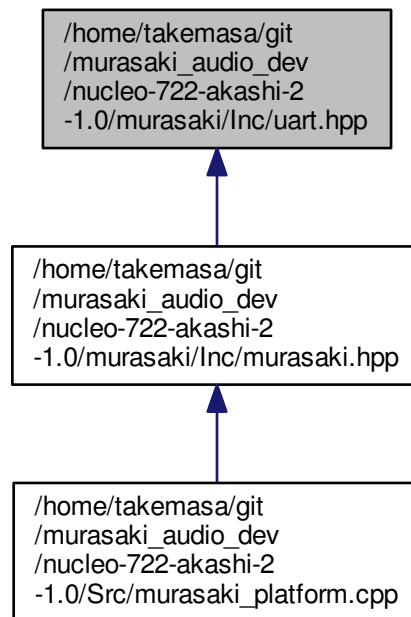 /home/takemasa/git
/murasaki_audio_dev
/nucleo-722-akashi-2
-1.0/murasaki/Inc/uart.hpp
/home/takemasa/git
/murasaki_audio_dev
/nucleo-722-akashi-2
-1.0/murasaki/Inc/murasaki.hpp
/home/takemasa/git
/murasaki_audio_dev
/nucleo-722-akashi-2
-1.0/Src/murasaki_platform.cpp